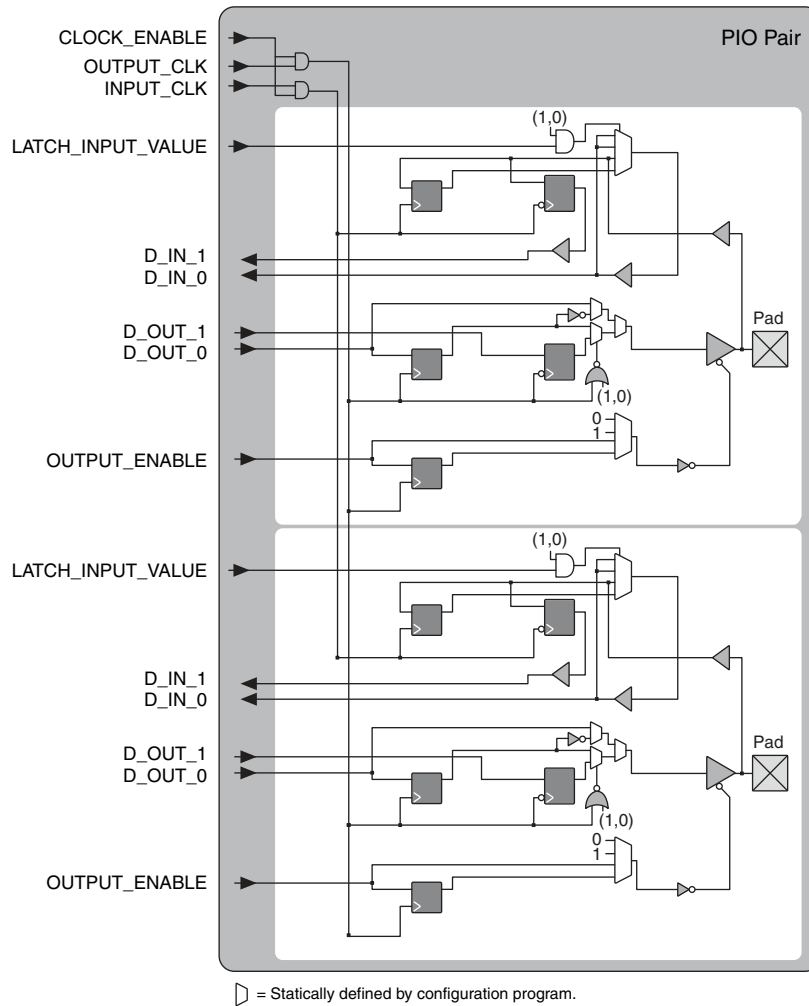 PIO Pair
CLOCK_ENABLE
OUTPUT_CLK
INPUT_CLK
(1,0)
LATCH_INPUT_VALUE
D_IN_1
D_IN_0
Pad
D_OUT_1
D_OUT_0
(1,0)
0
1
OUTPUT_ENABLE
(1,0)
LATCH_INPUT_VALUE
D_IN_1
D_IN_0
Pad
D_OUT_1
D_OUT_0
(1,0)
0
1
OUTPUT_ENABLE
= Statically defined by configuration program.